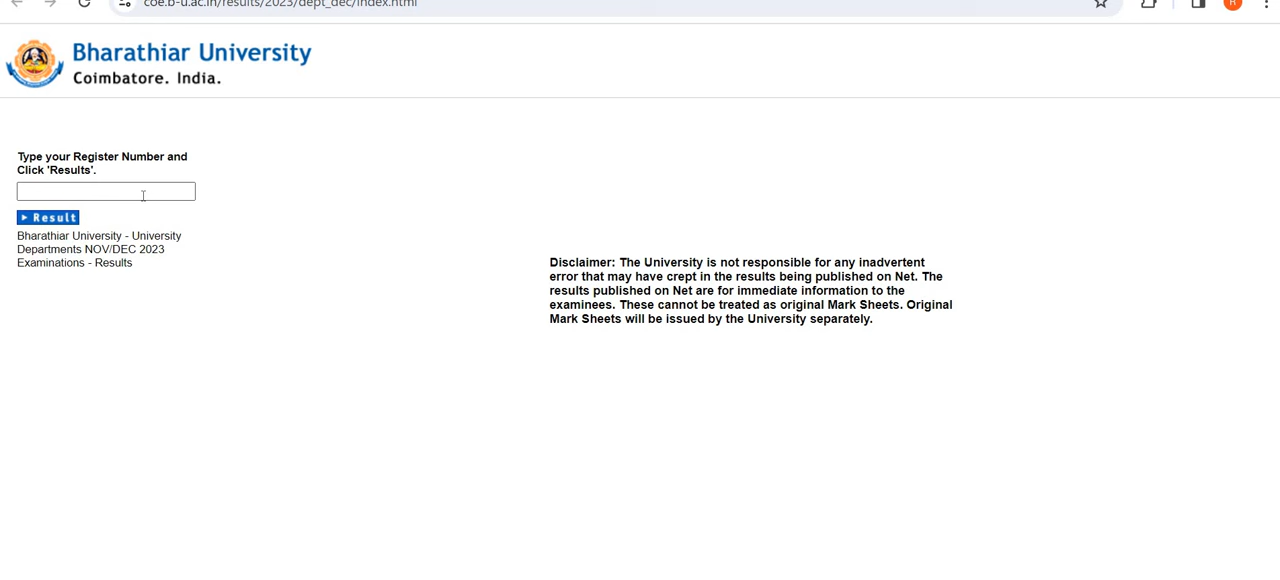 coe.b-u.ac.in/results/2023/dept_dec/index.html
Bharathiar University
Coimbatore. India.
Type your Register Number and
Click 'Results'.
Result
Bharathiar University - University
Departments NOV/DEC 2023
Examinations - Results
Disclaimer: The University is not responsible for any inadvertent
error that may have crept in the results being published on Net. The
results published on Net are for immediate information to the
examinees. These cannot be treated as original Mark Sheets. Original
Mark Sheets will be issued by the University separately.